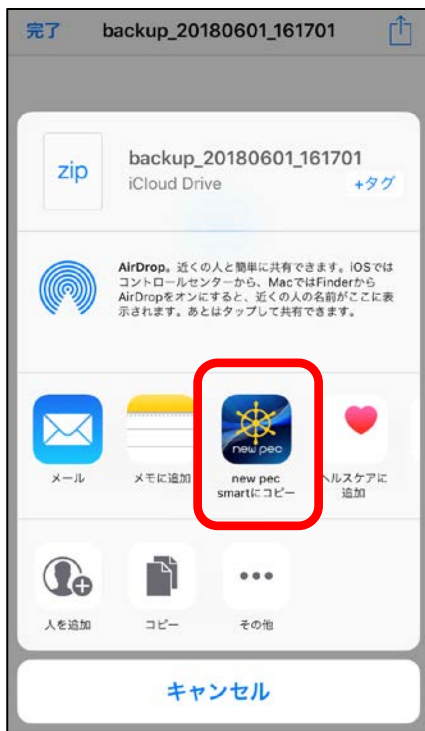 完了 backup_20180601_161701
zip
backup_20180601_161701
iCloud Drive
+タグ
AirDrop。近くの人と簡単に共有できます。iOSでは
コントロールセンターから、MacではFinderから
AirDropをオンにすると、近くの人の名前がここに表
示されます。あとはタップして共有できます。
new pec
メール
メモに追加
new pec
smartにコピー
ヘルスケアに
追加
人を追加
コピー
その他
キャンセル